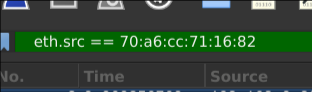 eth.src == 70:a6:cc:71:16:82
No. Time Source